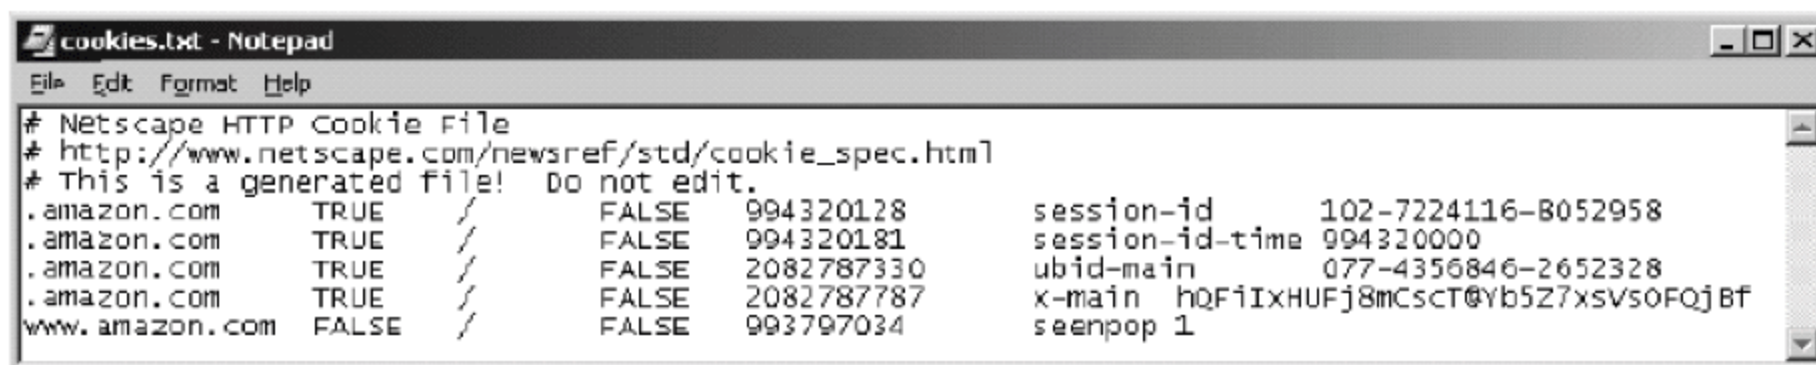 cookies.txt - Notepad
File Edit Format Help
# Netscape HTTP Cookie File
# http://www.netscape.com/newsref/std/cookie_spec.html
# This is a generated file! Do not edit.
.amazon.com TRUE / FALSE 994320128 session-id 102-7224116-8052958
.amazon.com TRUE / FALSE 994320181 session-id-time 994320000
.amazon.com TRUE / FALSE 2082787330 ubid-main 077-4356846-2652328
.amazon.com TRUE / FALSE 2082787787 x-main hQFiIxHUFj8mCscT@Yb5Z7xsVsOFQjBf
www.amazon.com FALSE / FALSE 993797034 seenpop 1